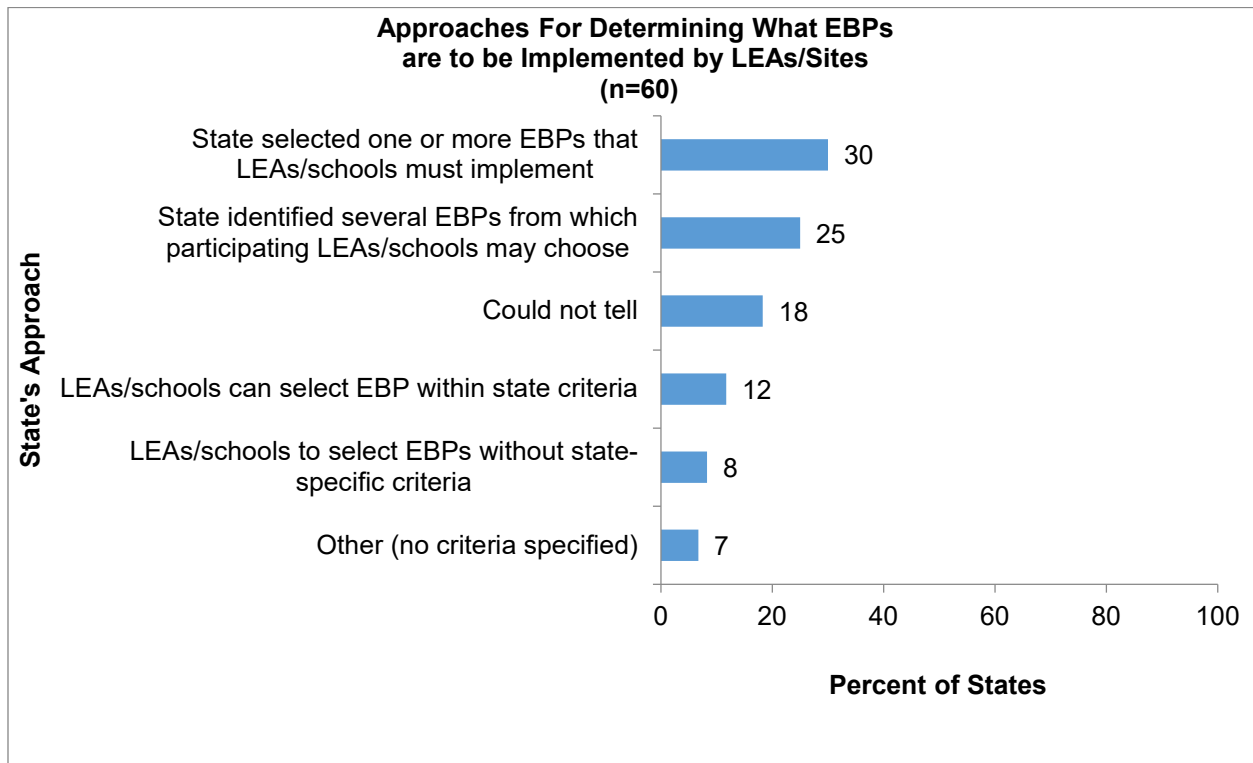 Approaches For Determining What EBPs
are to be Implemented by LEAs/Sites
(n=60)
State's Approach
State selected one or more EBPs that
LEAs/schools must implement
30
State identified several EBPs from which
participating LEAs/schools may choose
25
Could not tell
18
LEAs/schools can select EBP within state criteria
12
LEAs/schools to select EBPs without state-
specific criteria
8
Other (no criteria specified)
7
0 20 40 60 80 100
Percent of States